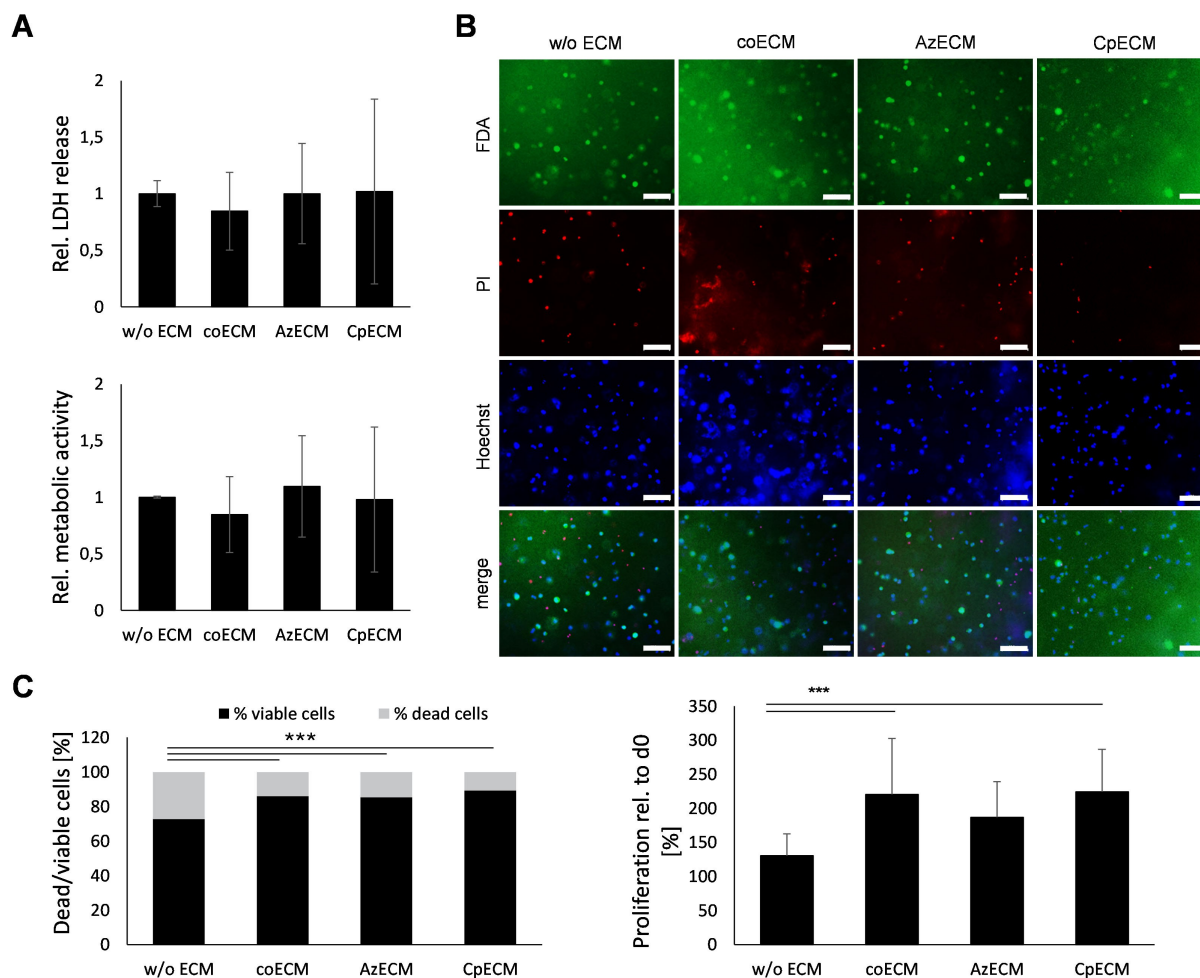 A
2
1,5
1
0,5
0
Rel. LDH release
w/o ECM coECM AzECM CpECM
2
1,5
1
0,5
0
Rel. metabolic activity
w/o ECM coECM AzECM CpECM
B
w/o ECM coECM AzECM CpECM
FDA
PI
Hoechst
merge
C
% viable cells % dead cells
***
120
100
80
60
40
20
0
Dead/viable cells [%]
w/o ECM coECM AzECM CpECM
***
350
300
250
200
150
100
50
0
Proliferation rel. to d0
[%]
w/o ECM coECM AzECM CpECM